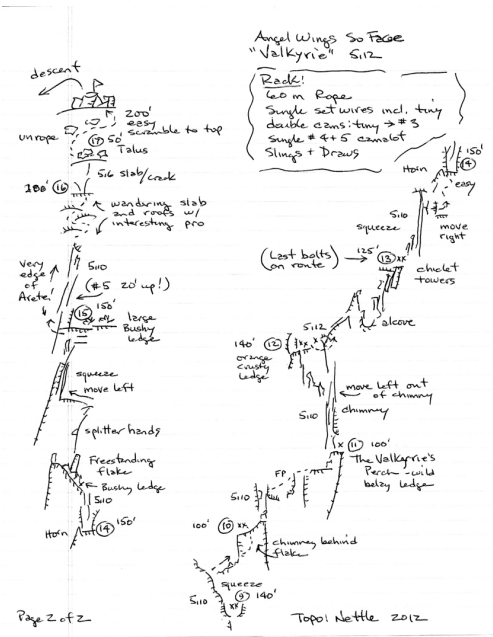 Angel Wings So Face
"Valkyrie" 5.12
Rack!
60 m Rope
Single set wires incl. tiny
double cams: tiny → #3
Single #4+5 camalot
Slings + Draws
descent
200'
easy
scramble to top
unrope
17 50'
Talus
5.6 slab/
crack
180' 16
wandering slab
and roofs w/
interesting pro
very
edge
of
Arete!
5.10
(#5 20' up!)
15 150'
large
Bushy
ledge
squeeze
move left
splitter hands
Freestanding
flake
Bushy ledge
5.10
Horn
14 150'
Page 2 of 2
Horn
150'
14
easy
5.10
squeeze
move
right
(Last bolts
on route)
125'
13 xx
chiclet
towers
alcove
5.12
140' 12 xx
orange
crusty
ledge
move left out
of chimney
5.10
chimney
x 11 100'
The Valkyrie's
Perch - wild
belay ledge
FP
5.10
100' 10 xx
chimney behind
flake
squeeze
5.10
9 140'
xx
Topo! Nettle 2012